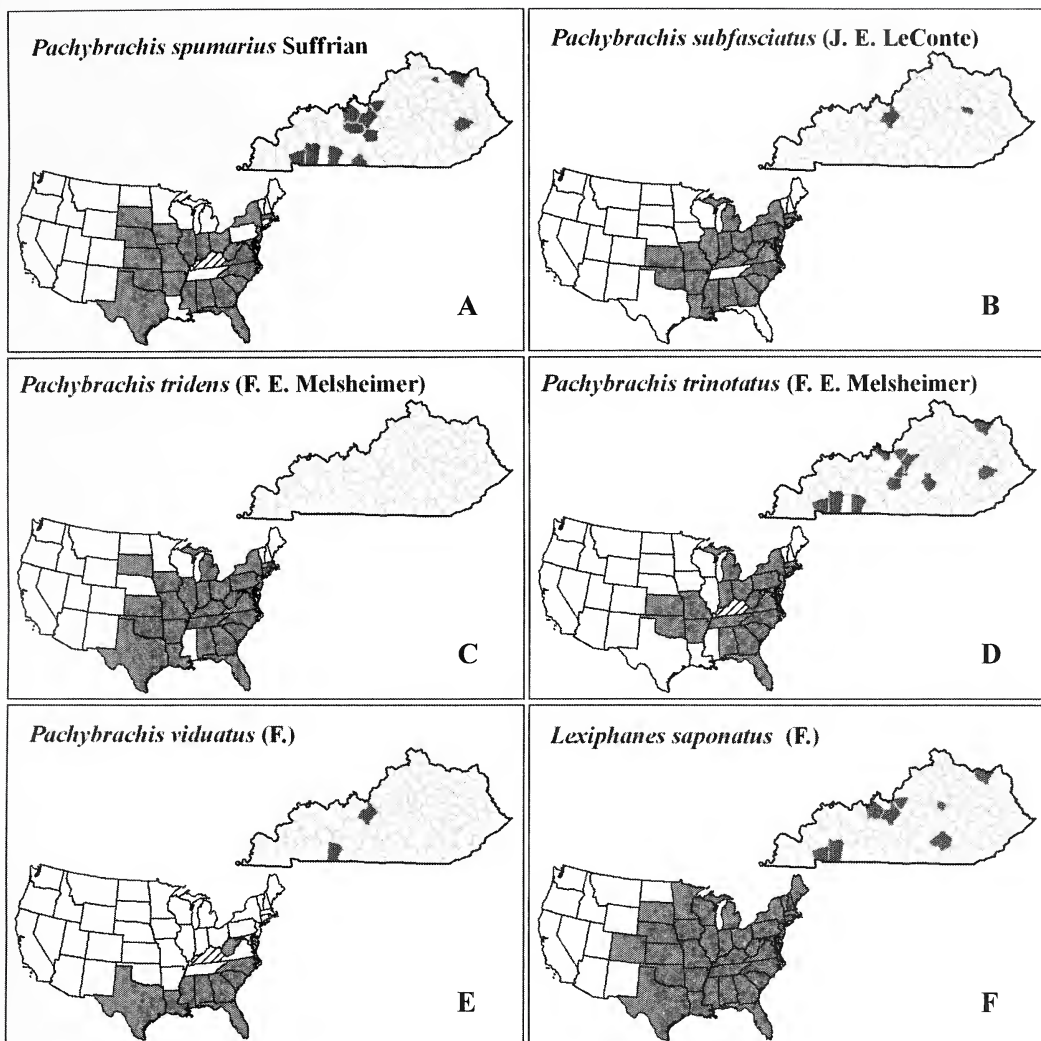 Pachybrachis spumarius Suffrian
A
Pachybrachis subfasciatus (J. E. LeConte)
B
Pachybrachis tridens (F. E. Melsheimer)
C
Pachybrachis trinotatus (F. E. Melsheimer)
D
Pachybrachis viduatus (F.)
E
Lexiphanes saponatus (F.)
F